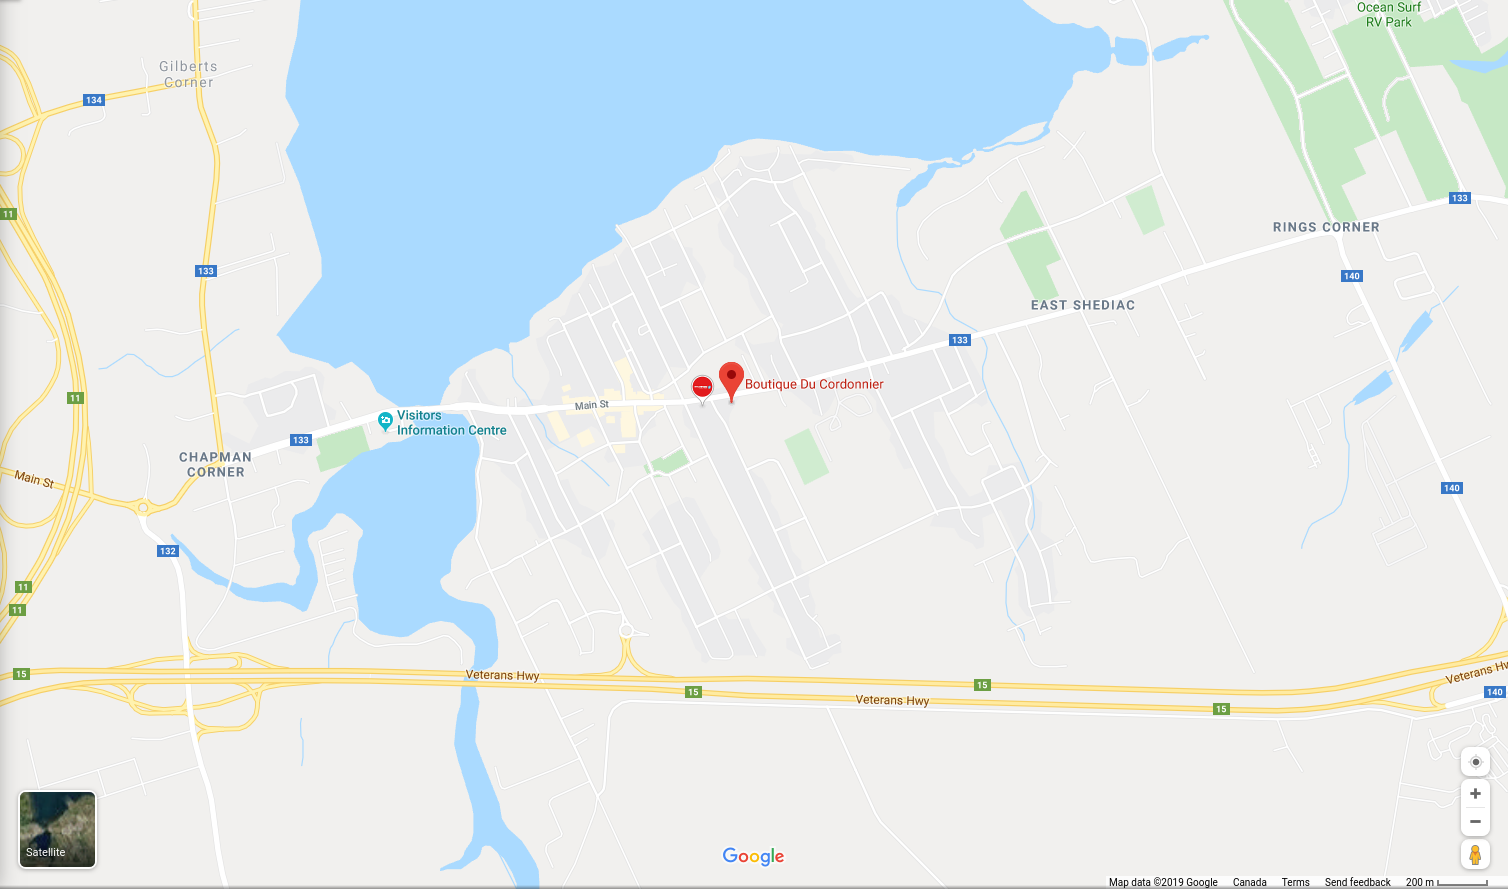 Ocean Surf
RV Park
Gilberts
Corner
134
133
11
RINGS CORNER
133
133
140
EAST SHEDIAC
133
Boutique Du Cordonnier
11
Main St
Visitors
Information Centre
133
CHAPMAN
CORNER
Main St
140
132
11
11
15
Veterans Hwy
15
15
Veterans Hwy
15
Veterans Hw
140
Satellite
Google
Map data ©2019 Google Canada Terms Send feedback 200 m